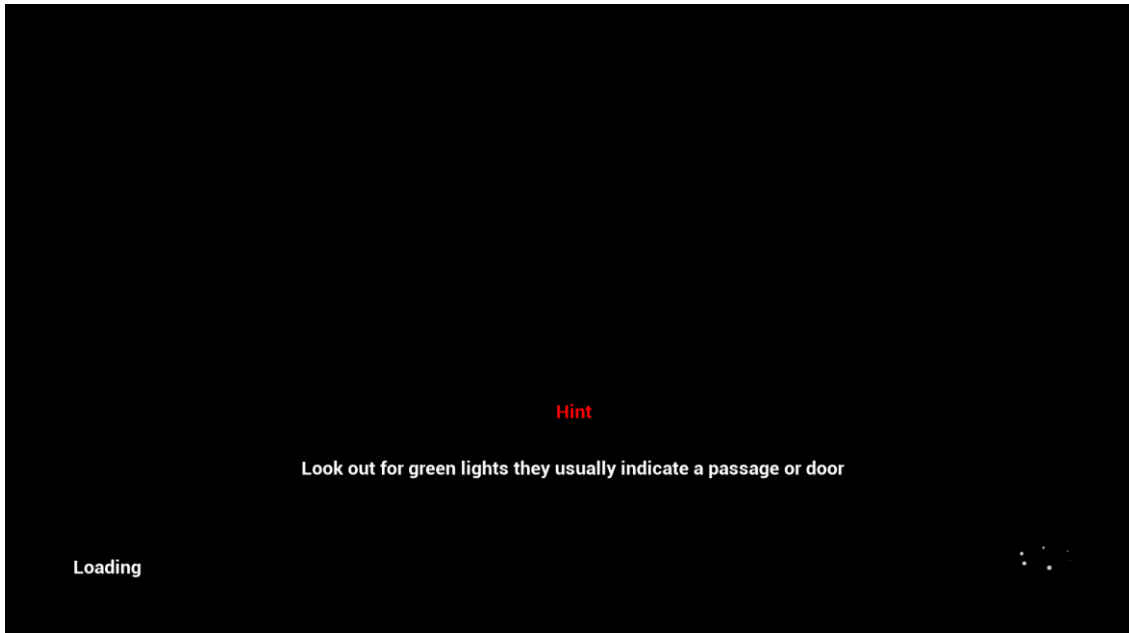 Hint
Look out for green lights they usually indicate a passage or door
Loading